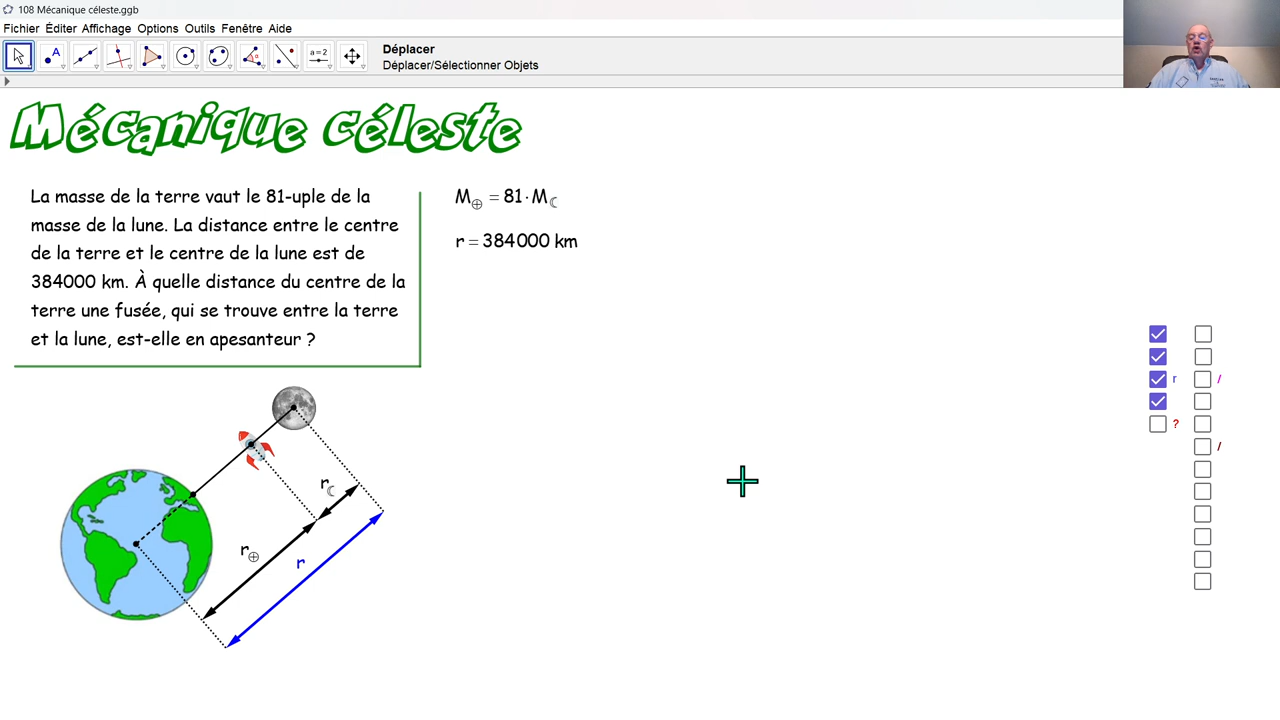 108 Mécanique céleste.ggb
Fichier Éditer Affichage Options Outils Fenêtre Aide
A
a=2
Déplacer
Déplacer/Sélectionner Objets
Mécanique céleste
La masse de la terre vaut le 81-uple de la
masse de la lune. La distance entre le centre
de la terre et le centre de la lune est de
384000 km. À quelle distance du centre de la
terre une fusée, qui se trouve entre la terre
et la lune, est-elle en apesanteur ?
M⊕ = 81·M☾
r = 384000 km
r /
?
/
r☾
r⊕
r